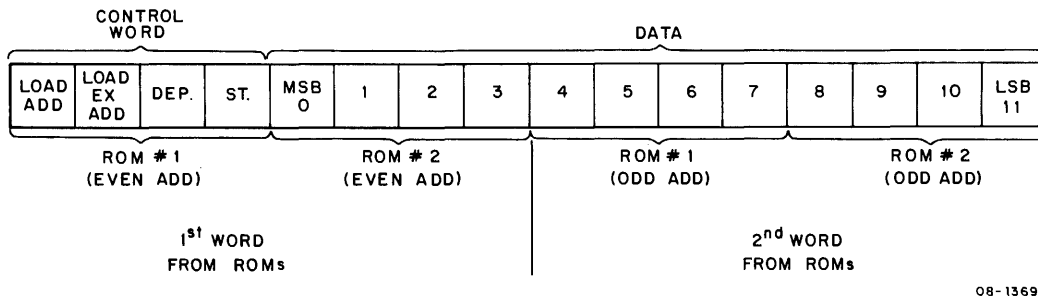 CONTROL
WORD
DATA
LOAD ADD
LOAD EX ADD
DEP.
ST.
MSB 0
1
2
3
4
5
6
7
8
9
10
LSB 11
ROM # 1
(EVEN ADD)
ROM # 2
(EVEN ADD)
ROM # 1
(ODD ADD)
ROM # 2
(ODD ADD)
1st WORD
FROM ROMs
2nd WORD
FROM ROMs
08-1369